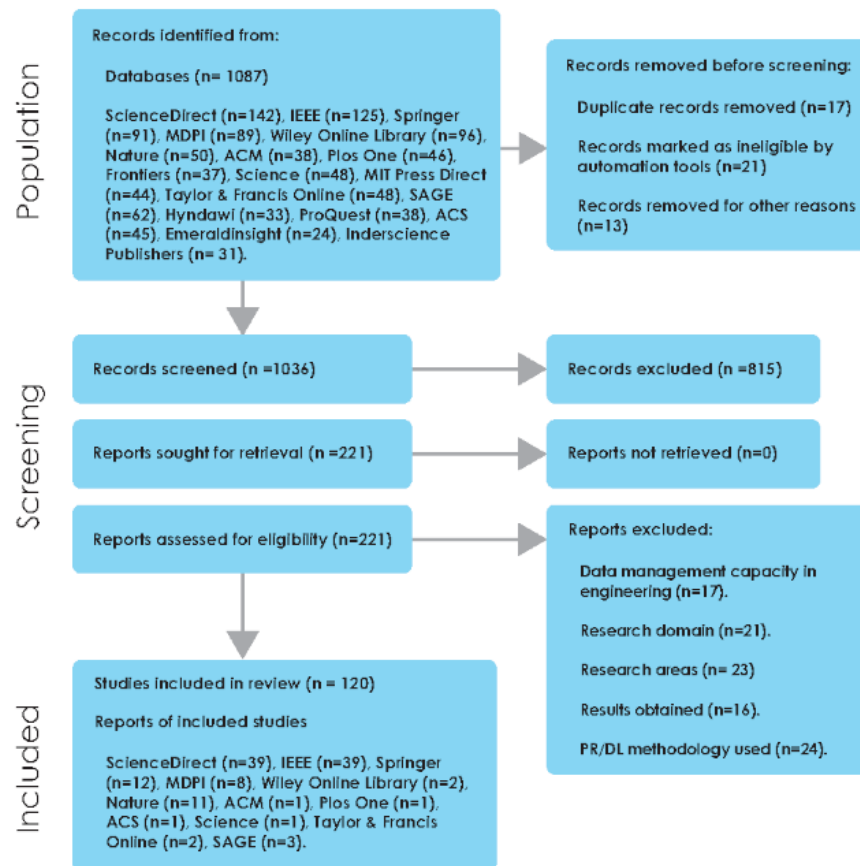 Population
Records identified from:
Databases (n= 1087)
ScienceDirect (n=142), IEEE (n=125), Springer
(n=91), MDPI (n=89), Wiley Online Library (n=96),
Nature (n=50), ACM (n=38), Plos One (n=46),
Frontiers (n=37), Science (n=48), MIT Press Direct
(n=44), Taylor & Francis Online (n=48), SAGE
(n=62), Hyndawi (n=33), ProQuest (n=38), ACS
(n=45), Emeraldinsight (n=24), Inderscience
Publishers (n= 31).
Records removed before screening:
Duplicate records removed (n=17)
Records marked as ineligible by
automation tools (n=21)
Records removed for other reasons
(n=13)
Screening
Records screened (n =1036)
Records excluded (n =815)
Reports sought for retrieval (n =221)
Reports not retrieved (n=0)
Reports assessed for eligibility (n=221)
Reports excluded:
Data management capacity in
engineering (n=17).
Research domain (n=21).
Research areas (n= 23)
Results obtained (n=16).
PR/DL methodology used (n=24).
Included
Studies included in review (n = 120)
Reports of included studies
ScienceDirect (n=39), IEEE (n=39), Springer
(n=12), MDPI (n=8), Wiley Online Library (n=2),
Nature (n=11), ACM (n=1), Plos One (n=1),
ACS (n=1), Science (n=1), Taylor & Francis
Online (n=2), SAGE (n=3).